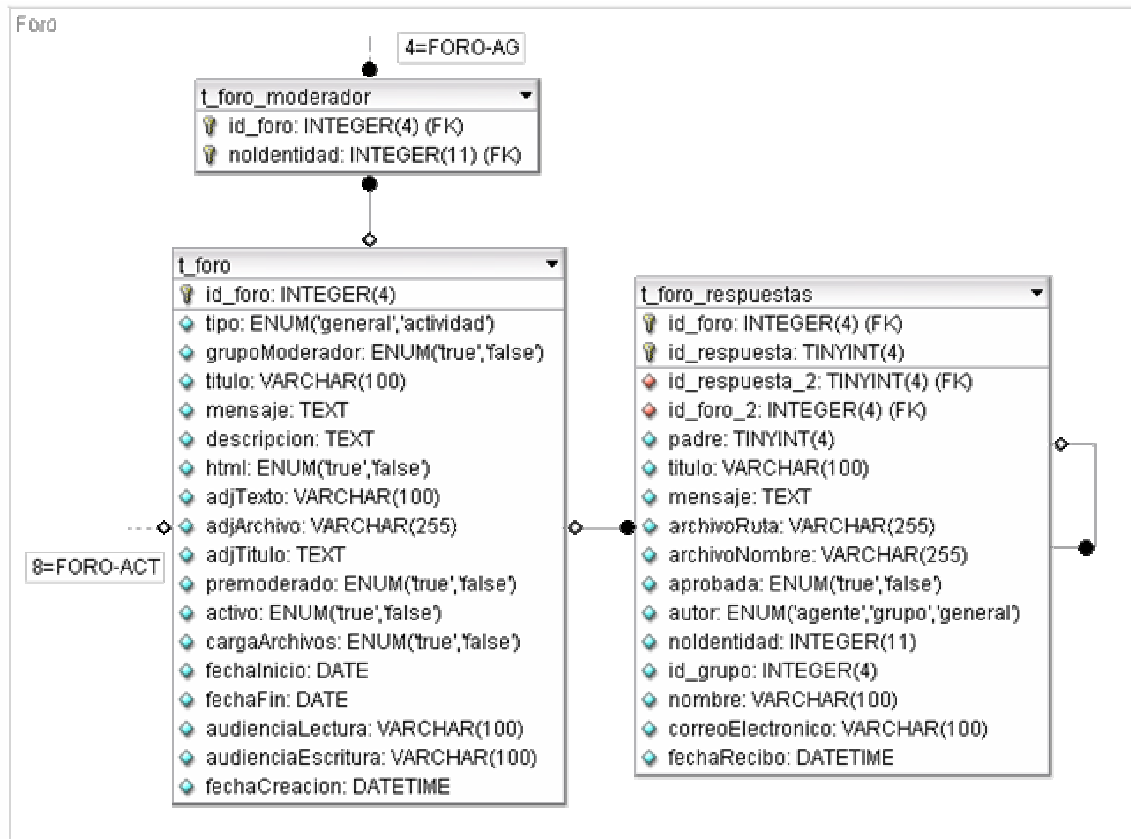 Foro
4=FORO-AG
t_foro_moderador
id_foro: INTEGER(4) (FK)
noIdentidad: INTEGER(11) (FK)
t_foro
id_foro: INTEGER(4)
tipo: ENUM('general','actividad')
grupoModerador: ENUM('true','false')
titulo: VARCHAR(100)
mensaje: TEXT
descripcion: TEXT
html: ENUM('true','false')
adjTexto: VARCHAR(100)
adjArchivo: VARCHAR(255)
adjTitulo: TEXT
premoderado: ENUM('true','false')
activo: ENUM('true','false')
cargaArchivos: ENUM('true','false')
fechaInicio: DATE
fechaFin: DATE
audienciaLectura: VARCHAR(100)
audienciaEscritura: VARCHAR(100)
fechaCreacion: DATETIME
8=FORO-ACT
t_foro_respuestas
id_foro: INTEGER(4) (FK)
id_respuesta: TINYINT(4)
id_respuesta_2: TINYINT(4) (FK)
id_foro_2: INTEGER(4) (FK)
padre: TINYINT(4)
titulo: VARCHAR(100)
mensaje: TEXT
archivoRuta: VARCHAR(255)
archivoNombre: VARCHAR(255)
aprobada: ENUM('true','false')
autor: ENUM('agente','grupo','general')
noIdentidad: INTEGER(11)
id_grupo: INTEGER(4)
nombre: VARCHAR(100)
correoElectronico: VARCHAR(100)
fechaRecibo: DATETIME